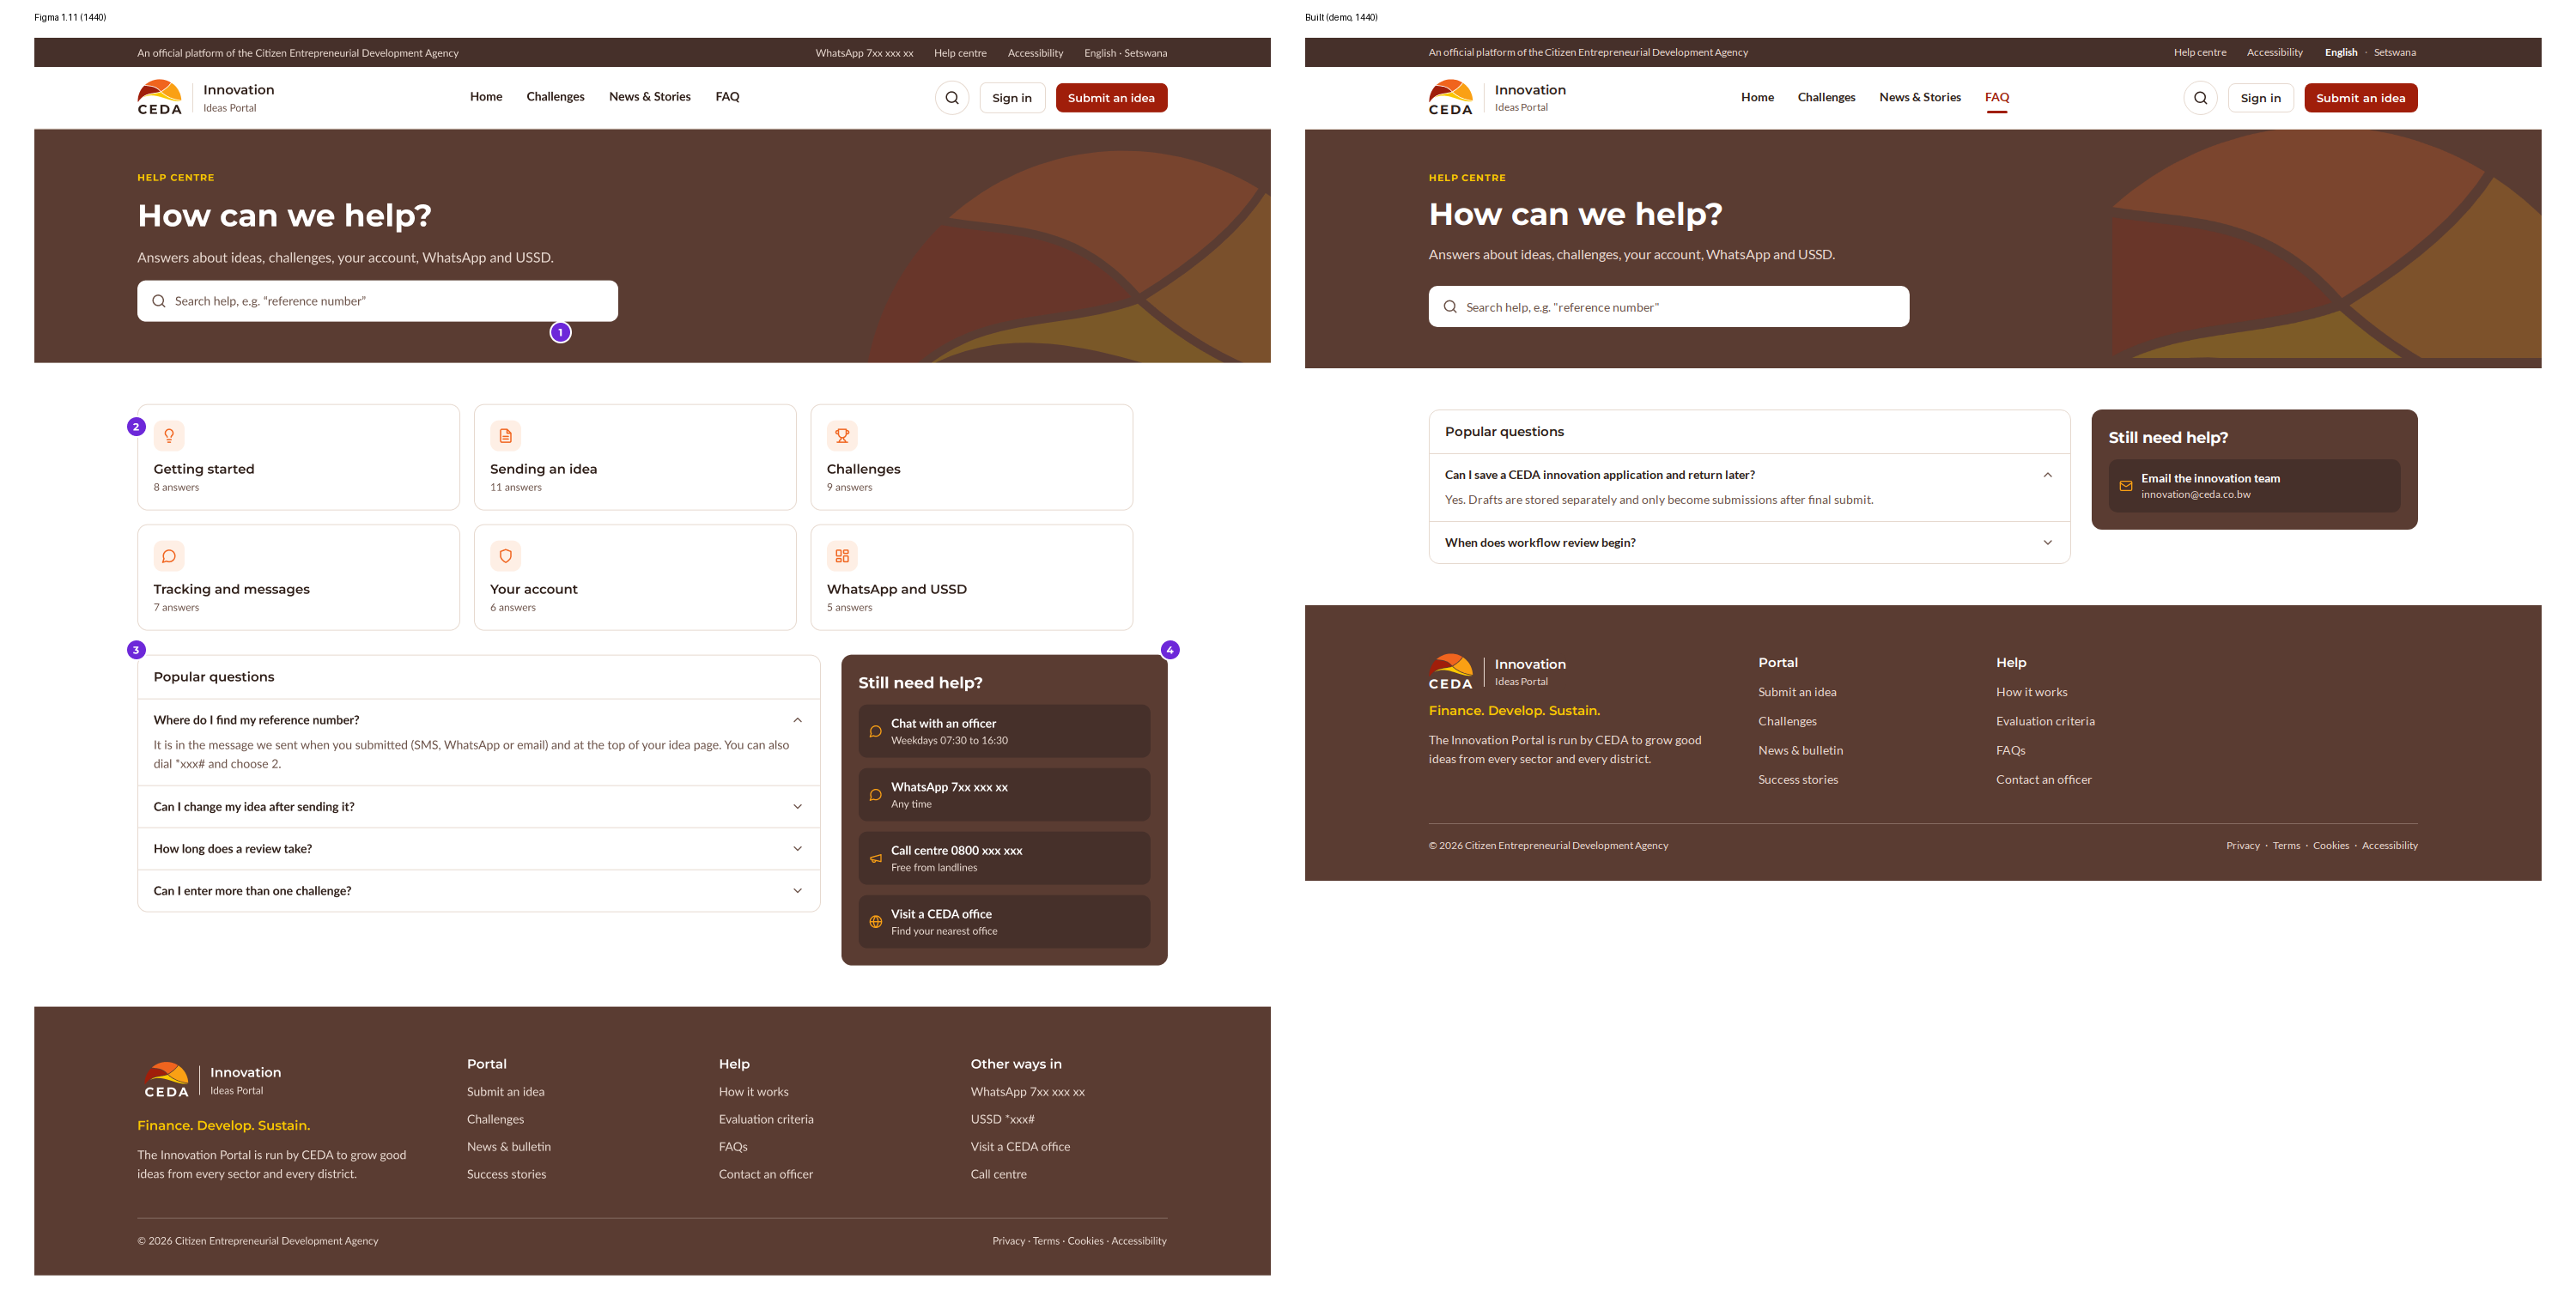 Figma 1.11 (1440)
An official platform of the Citizen Entrepreneurial Development Agency
WhatsApp 7xx xxx xx
Help centre
Accessibility
English · Setswana
CEDA
Innovation
Ideas Portal
Home
Challenges
News & Stories
FAQ
Sign in
Submit an idea
HELP CENTRE
How can we help?
Answers about ideas, challenges, your account, WhatsApp and USSD.
Search help, e.g. “reference number”
1
2
Getting started
8 answers
Sending an idea
11 answers
Challenges
9 answers
Tracking and messages
7 answers
Your account
6 answers
WhatsApp and USSD
5 answers
3
Popular questions
Where do I find my reference number?
It is in the message we sent when you submitted (SMS, WhatsApp or email) and at the top of your idea page. You can also
dial *xxx# and choose 2.
Can I change my idea after sending it?
How long does a review take?
Can I enter more than one challenge?
4
Still need help?
Chat with an officer
Weekdays 07:30 to 16:30
WhatsApp 7xx xxx xx
Any time
Call centre 0800 xxx xxx
Free from landlines
Visit a CEDA office
Find your nearest office
CEDA
Innovation
Ideas Portal
Finance. Develop. Sustain.
The Innovation Portal is run by CEDA to grow good
ideas from every sector and every district.
Portal
Submit an idea
Challenges
News & bulletin
Success stories
Help
How it works
Evaluation criteria
FAQs
Contact an officer
Other ways in
WhatsApp 7xx xxx xx
USSD *xxx#
Visit a CEDA office
Call centre
© 2026 Citizen Entrepreneurial Development Agency
Privacy · Terms · Cookies · Accessibility
Built (demo, 1440)
An official platform of the Citizen Entrepreneurial Development Agency
Help centre
Accessibility
English · Setswana
CEDA
Innovation
Ideas Portal
Home
Challenges
News & Stories
FAQ
Sign in
Submit an idea
HELP CENTRE
How can we help?
Answers about ideas, challenges, your account, WhatsApp and USSD.
Search help, e.g. "reference number"
Popular questions
Can I save a CEDA innovation application and return later?
Yes. Drafts are stored separately and only become submissions after final submit.
When does workflow review begin?
Still need help?
Email the innovation team
innovation@ceda.co.bw
CEDA
Innovation
Ideas Portal
Finance. Develop. Sustain.
The Innovation Portal is run by CEDA to grow good
ideas from every sector and every district.
Portal
Submit an idea
Challenges
News & bulletin
Success stories
Help
How it works
Evaluation criteria
FAQs
Contact an officer
© 2026 Citizen Entrepreneurial Development Agency
Privacy · Terms · Cookies · Accessibility